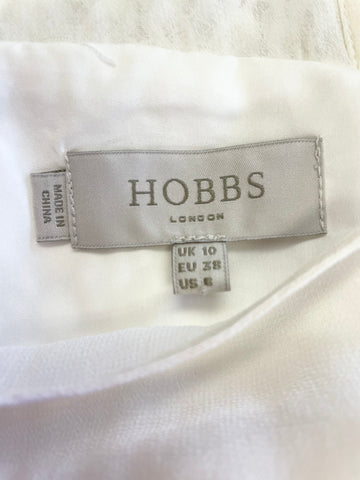 HOBBS
LONDON
MADE IN
CHINA
UK 10
EU 38
US 6